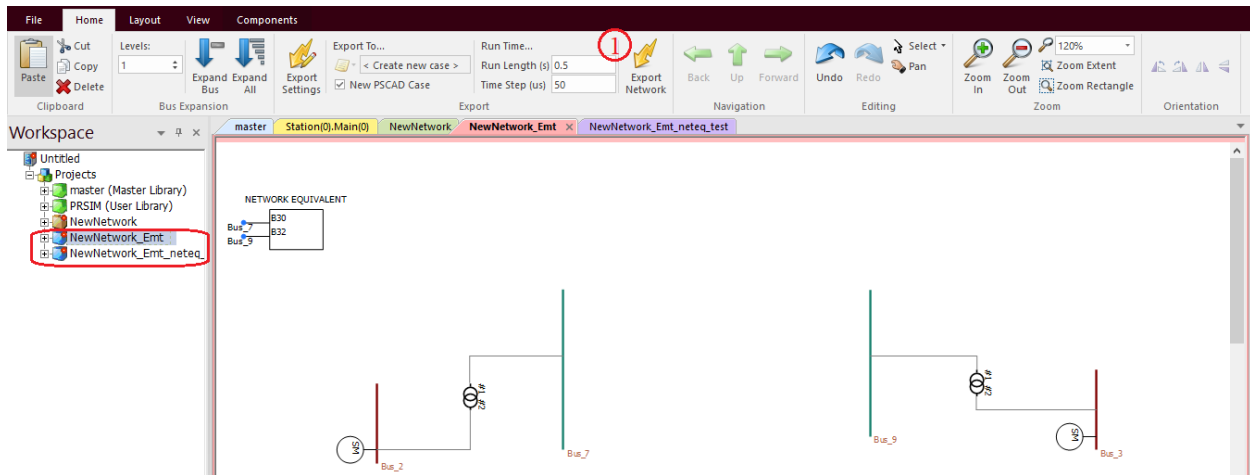 File Home Layout View Components
Paste
Cut
Copy
Delete
Clipboard
Levels:
1
Expand Bus
Expand All
Bus Expansion
Export Settings
Export To...
< Create new case >
New PSCAD Case
Run Time...
Run Length (s) 0.5
Time Step (us) 50
1
Export Network
Export
Back Up Forward
Navigation
Undo Redo
Select
Pan
Editing
Zoom In
Zoom Out
120%
Zoom Extent
Zoom Rectangle
Zoom
Orientation
Workspace
master Station(0).Main(0) NewNetwork NewNetwork_Emt NewNetwork_Emt_neteq_test
Untitled
Projects
master (Master Library)
PRSIM (User Library)
NewNetwork
NewNetwork_Emt
NewNetwork_Emt_neteq_
NETWORK EQUIVALENT
Bus_7 B30
Bus_9 B32
#1 #2
SM
Bus_2
Bus_7
Bus_9
#1 #2
SM
Bus_3